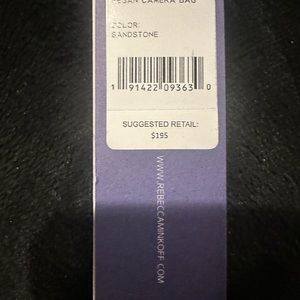 CAMERA BAG
COLOR:
SANDSTONE
1 91422 09363 0
SUGGESTED RETAIL:
$195
WWW.REBECCAMINKOFF.COM